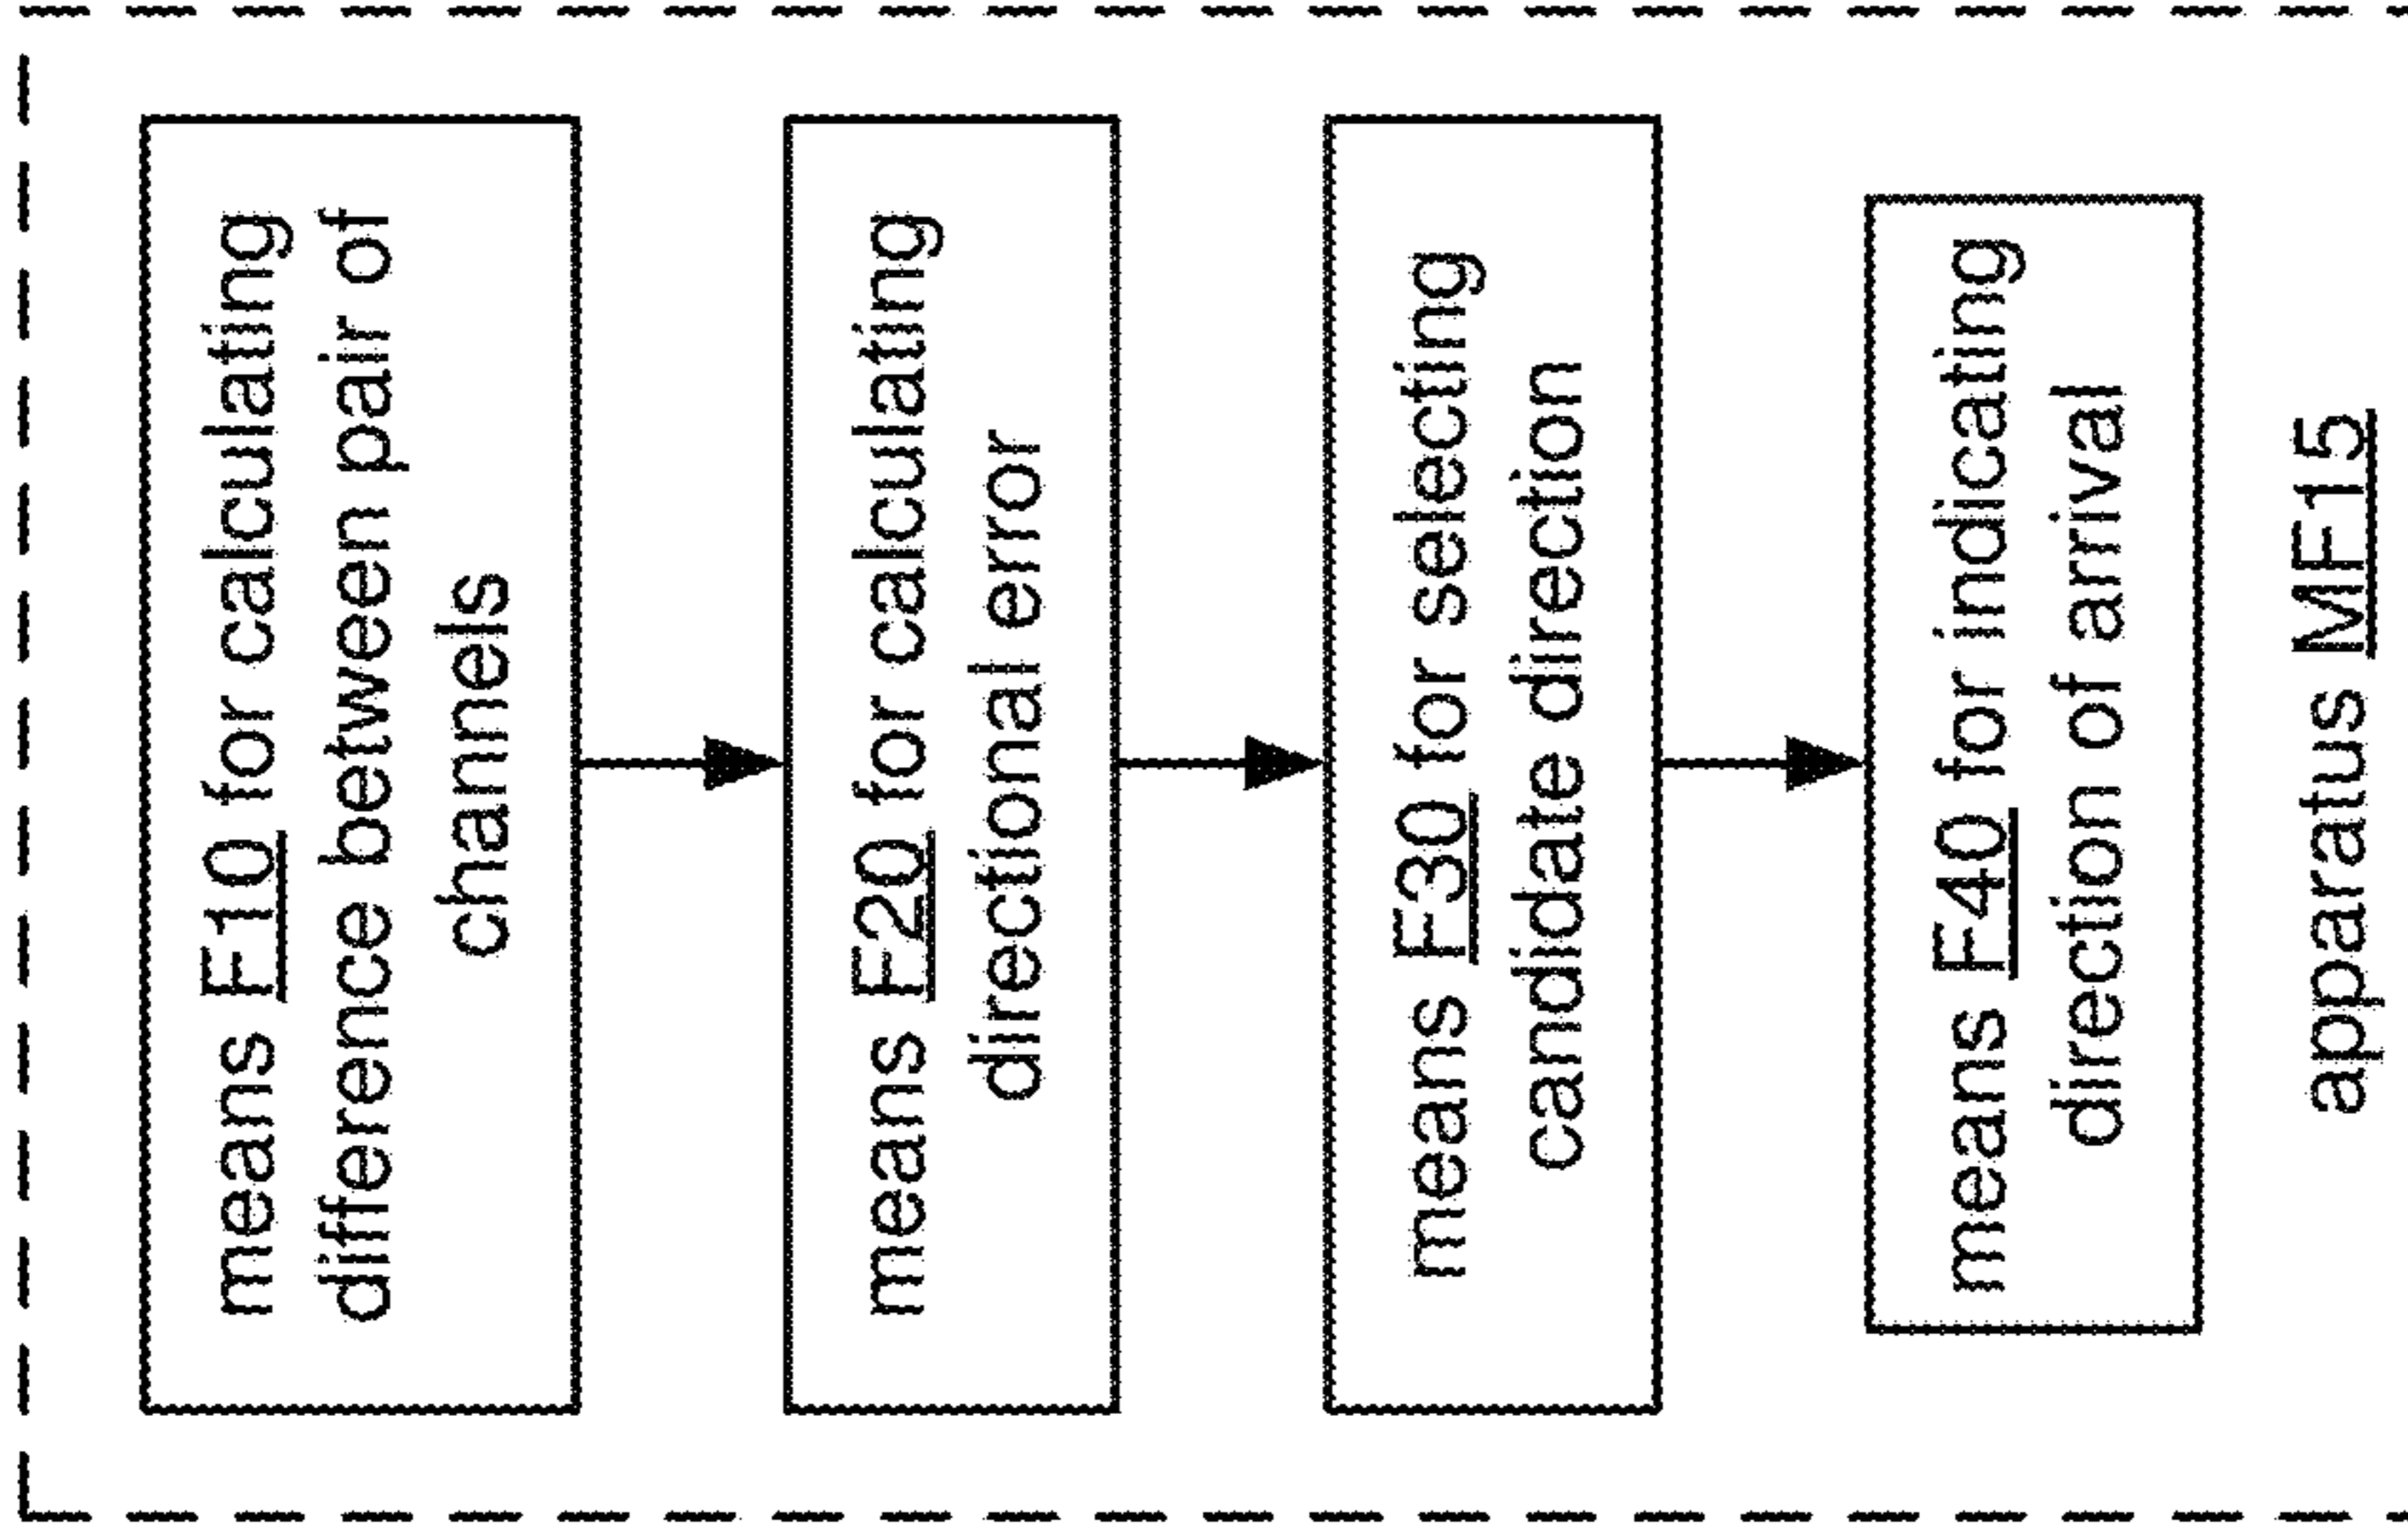 means F10 for calculating
difference between pair of
channels
means F20 for calculating
directional error
means F30 for selecting
candidate direction
means F40 for indicating
direction of arrival
apparatus MF15